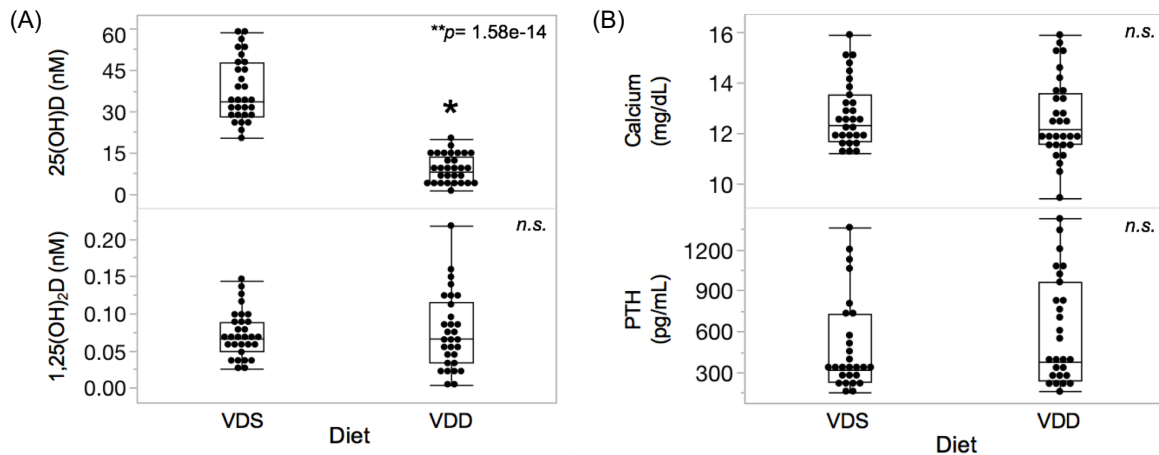 (A)
**p= 1.58e-14
25(OH)D (nM)
60
45
30
15
0
*
n.s.
1,25(OH)₂D (nM)
0.20
0.15
0.10
0.05
0.00
VDS
VDD
Diet
(B)
n.s.
Calcium
(mg/dL)
16
14
12
10
n.s.
PTH
(pg/mL)
1200
900
600
300
VDS
VDD
Diet